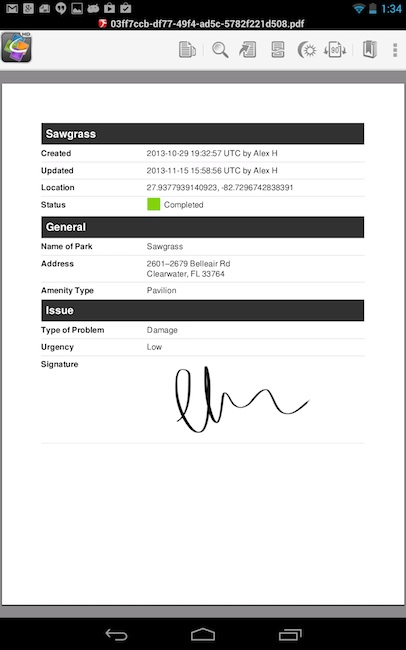 1:34
03ff7ccb-df77-49f4-ad5c-5782f221d508.pdf
HD
90
Sawgrass
Created 2013-10-29 19:32:57 UTC by Alex H
Updated 2013-11-15 15:58:56 UTC by Alex H
Location 27.9377939140923, -82.7296742838391
Status Completed
General
Name of Park Sawgrass
Address 2601–2679 Belleair Rd
Clearwater, FL 33764
Amenity Type Pavilion
Issue
Type of Problem Damage
Urgency Low
Signature